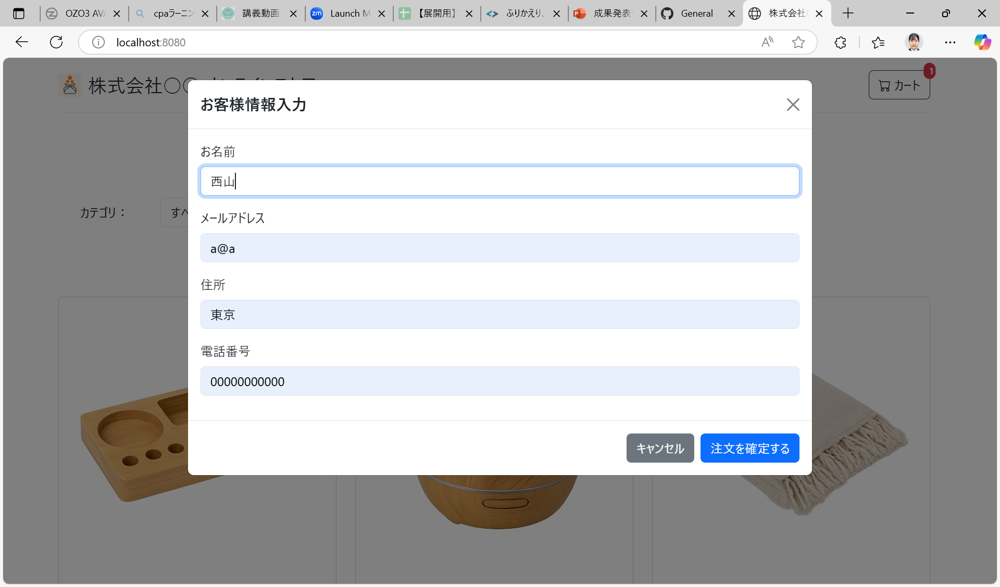 OZO3 AV
cpaラーニン
講義動画
Launch M
【展開用】
ふりかえり、
成果発表
General
株式会社
localhost:8080
株式会社〇
カート
1
お客様情報入力
お名前
西山
カテゴリ：
すべ
メールアドレス
a@a
住所
東京
電話番号
00000000000
キャンセル
注文を確定する